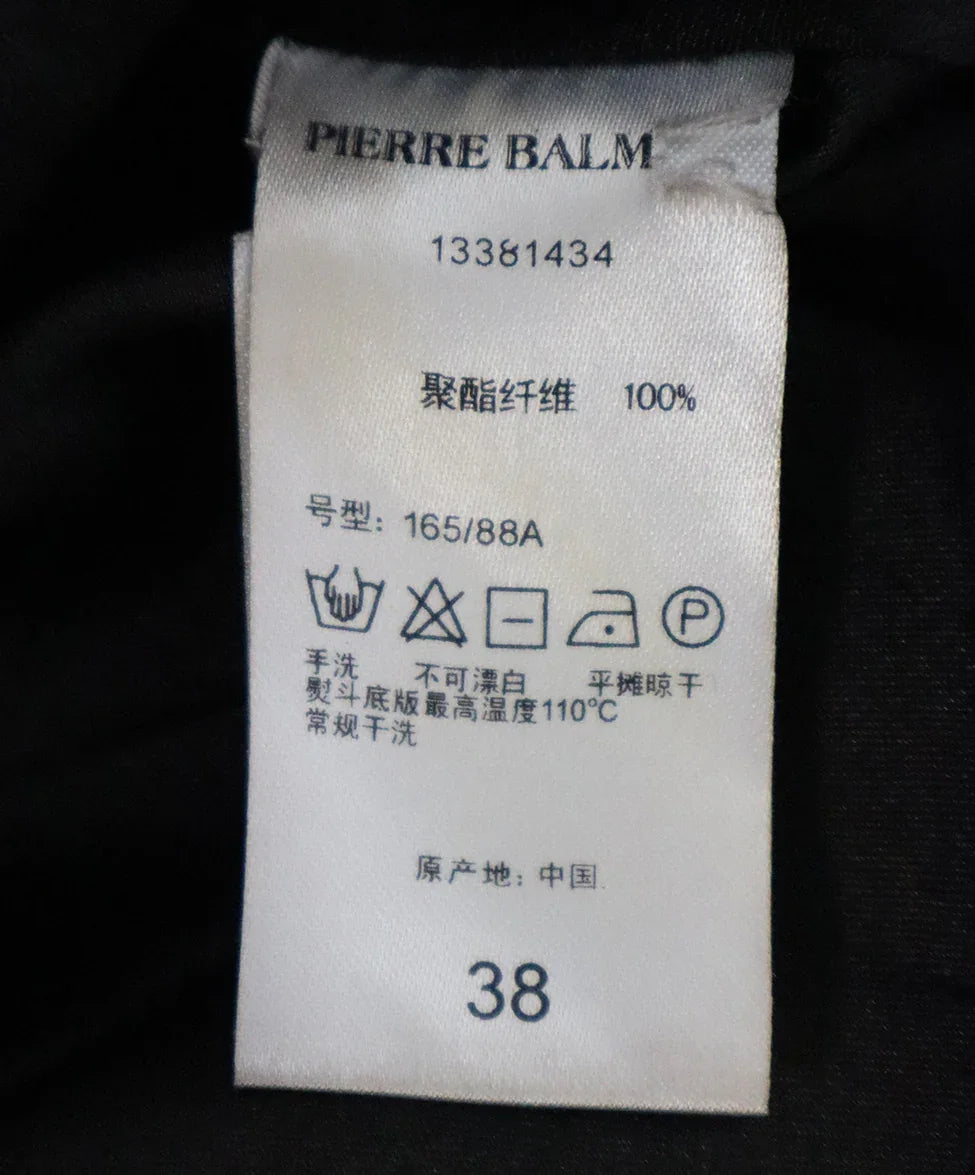 PIERRE BALM
13381434
聚酯纤维 100%
号型: 165/88A
P
手洗 不可漂白 平摊晾干
熨斗底版最高温度110℃
常规干洗
原产地: 中国
38